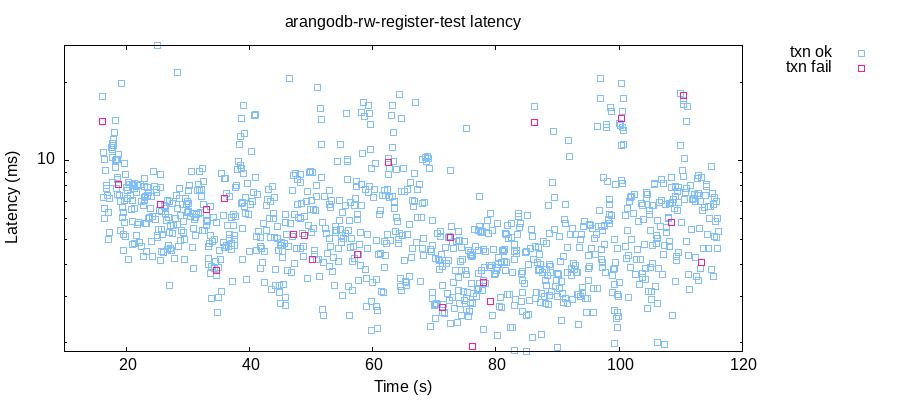 arangodb-rw-register-test latency
txn ok
txn fail
10
Latency (ms)
20 40 60 80 100 120
Time (s)